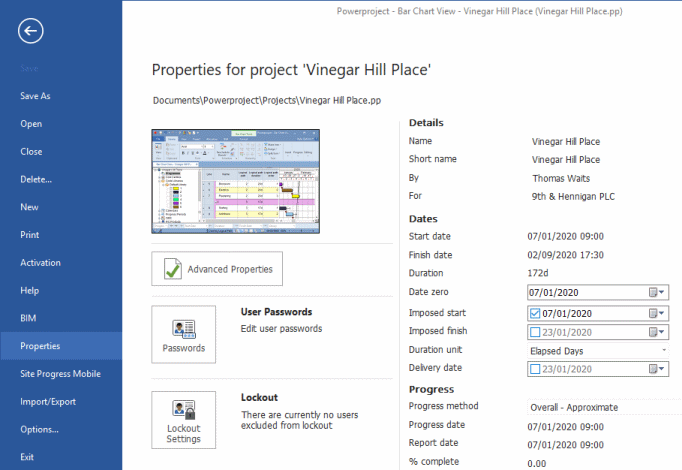 Powerproject - Bar Chart View - Vinegar Hill Place (Vinegar Hill Place.pp)
Save
Save As
Open
Close
Delete...
New
Print
Activation
Help
BIM
Properties
Site Progress Mobile
Import/Export
Options...
Exit
Properties for project 'Vinegar Hill Place'
Documents\Powerproject\Projects\Vinegar Hill Place.pp
Advanced Properties
Passwords
User Passwords
Edit user passwords
Lockout
Settings
Lockout
There are currently no users
excluded from lockout
Details
Name Vinegar Hill Place
Short name Vinegar Hill Place
By Thomas Waits
For 9th & Hennigan PLC
Dates
Start date 07/01/2020 09:00
Finish date 02/09/2020 17:30
Duration 172d
Date zero 07/01/2020
Imposed start 07/01/2020
Imposed finish 23/01/2020
Duration unit Elapsed Days
Delivery date 23/01/2020
Progress
Progress method Overall - Approximate
Progress date 07/01/2020 09:00
Report date 07/01/2020 09:00
% complete 0.00